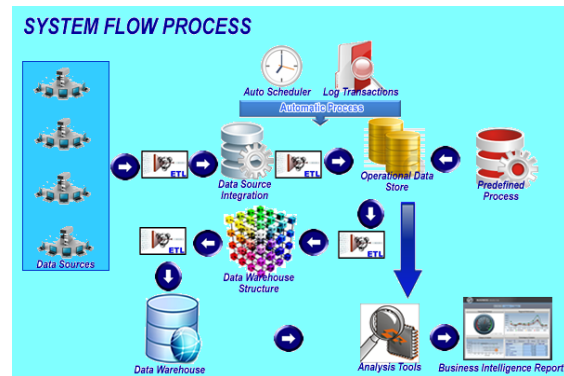 SYSTEM FLOW PROCESS
Auto Scheduler
Log Transactions
Automatic Process
ETL
ETL
Data Source
Integration
Operational Data
Store
Predefined
Process
Data Sources
ETL
ETL
Data Warehouse
Structure
Data Warehouse
Analysis Tools
Business Intelligence Report